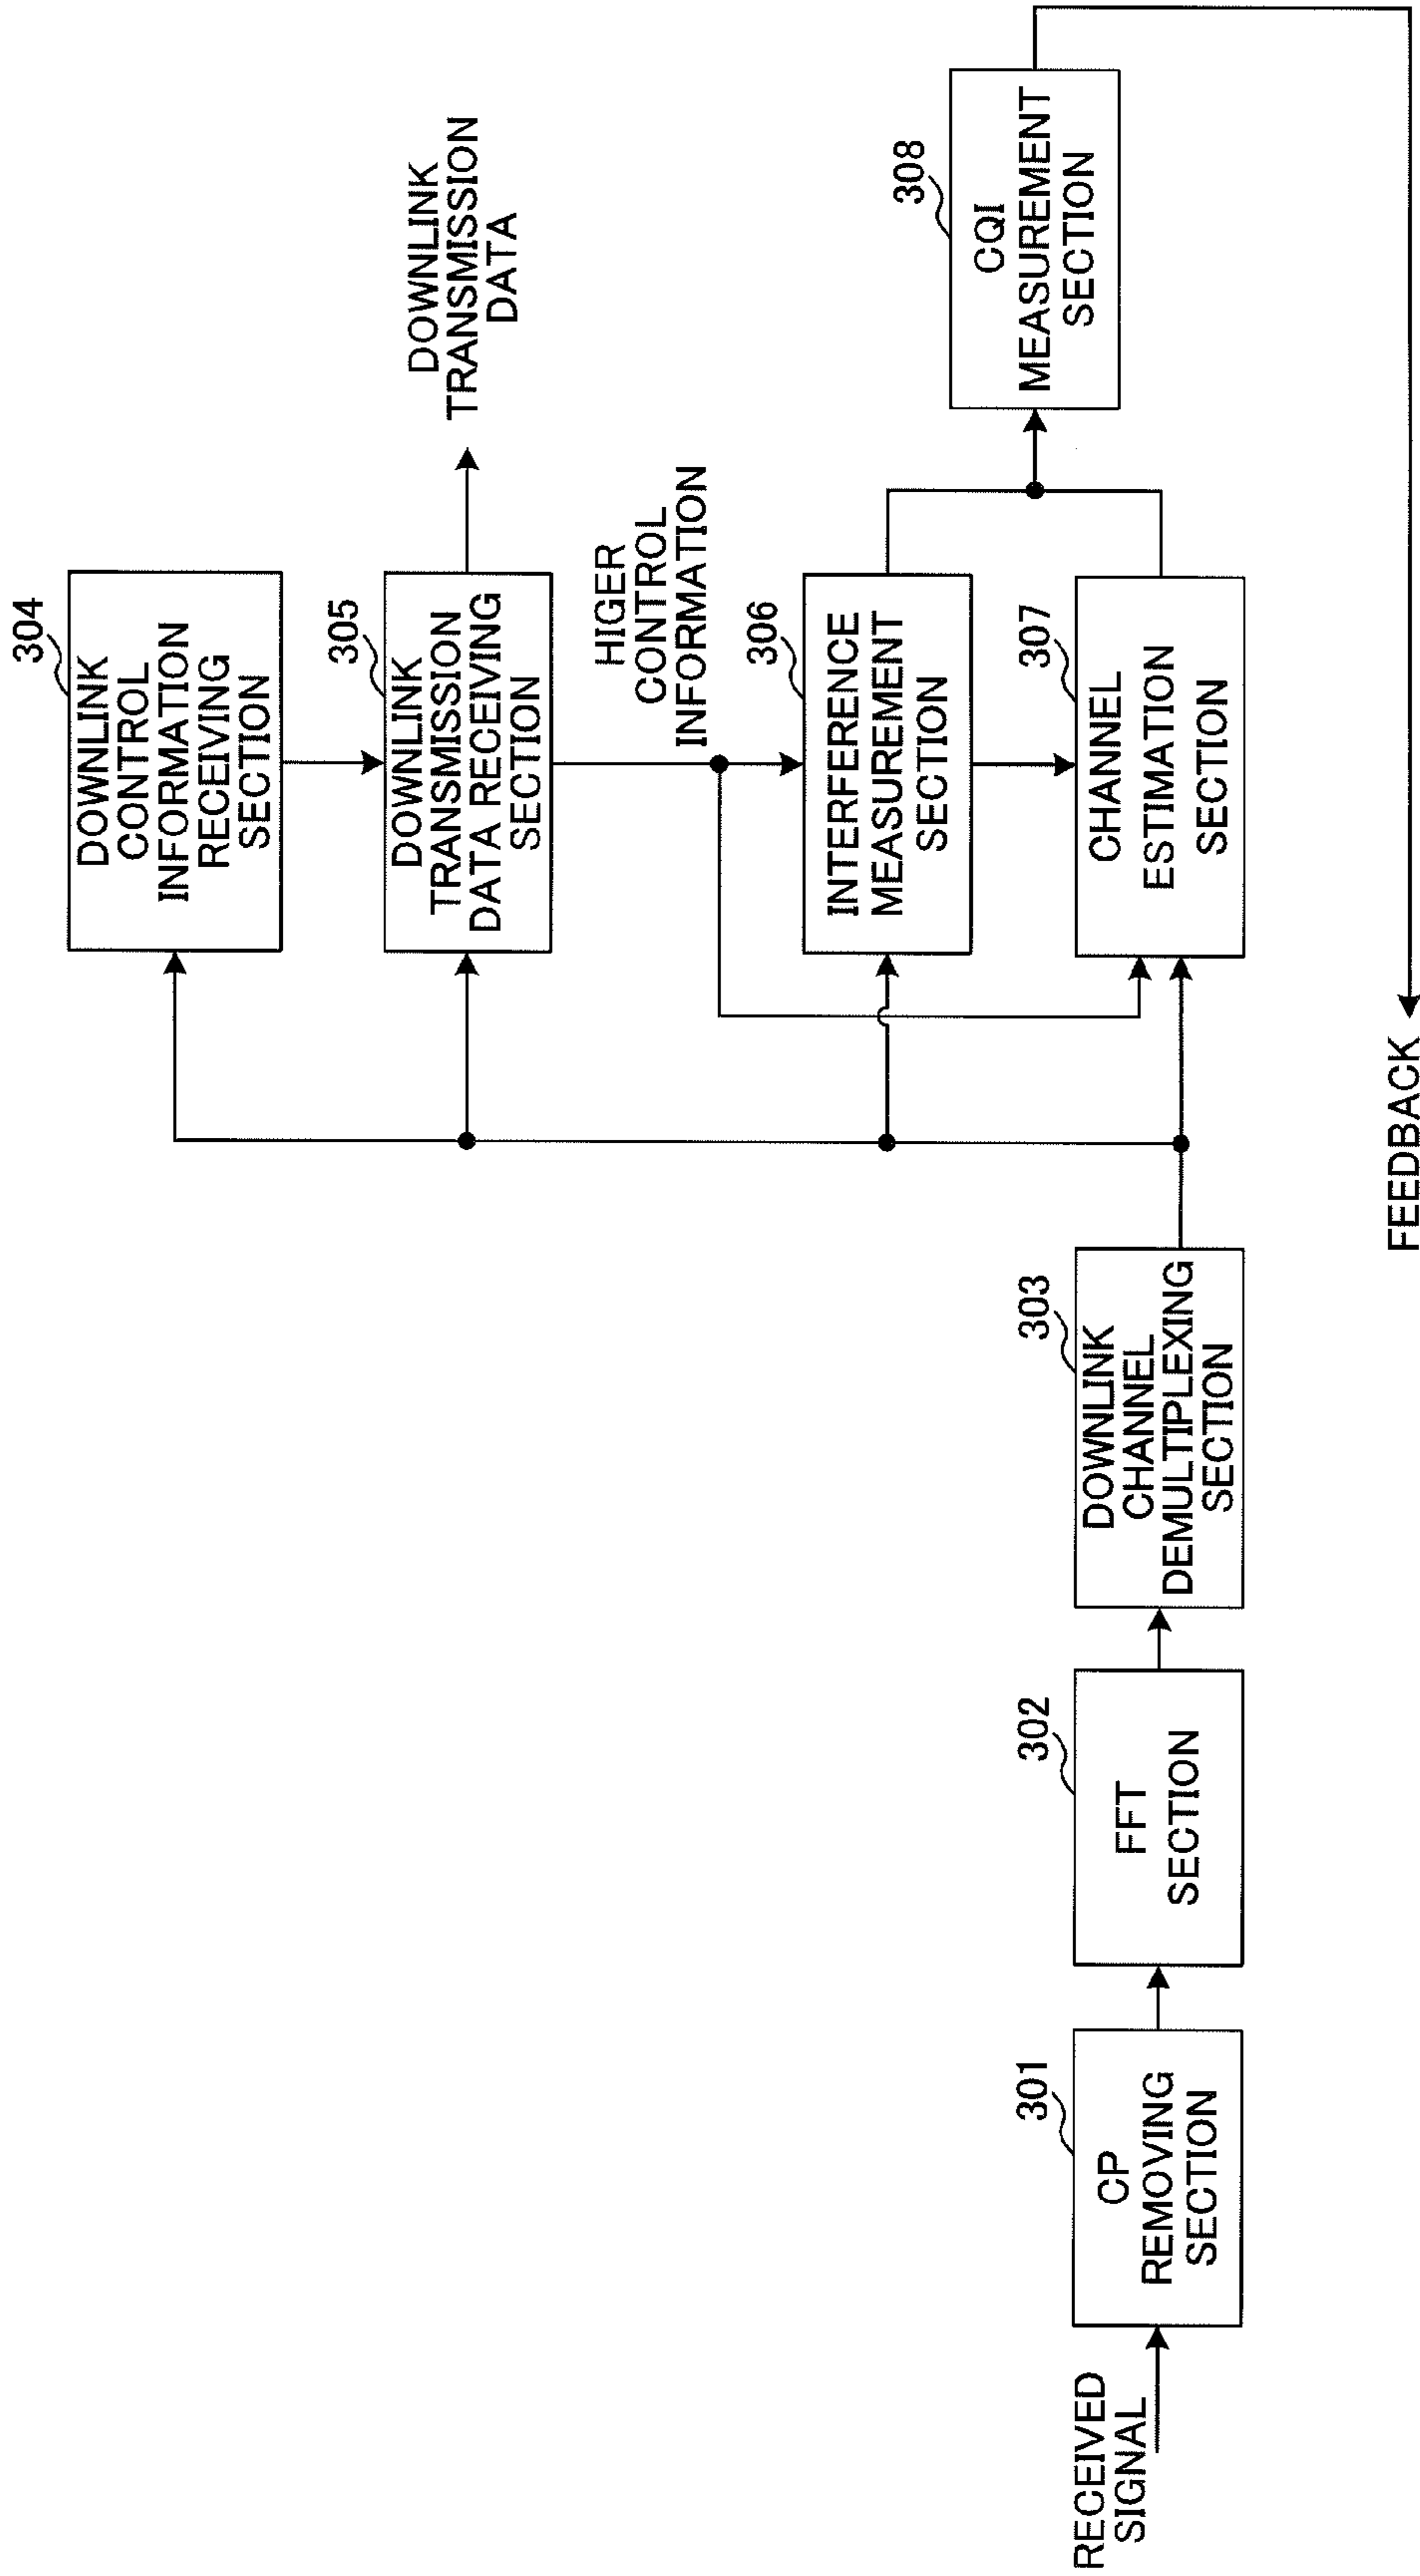 304
DOWNLINK
CONTROL
INFORMATION
RECEIVING
SECTION
305
DOWNLINK
TRANSMISSION
DATA RECEIVING
SECTION
DOWNLINK
TRANSMISSION
DATA
HIGER
CONTROL
INFORMATION
306
INTERFERENCE
MEASUREMENT
SECTION
308
CQI
MEASUREMENT
SECTION
RECEIVED
SIGNAL
301
CP
REMOVING
SECTION
302
FFT
SECTION
303
DOWNLINK
CHANNEL
DEMULTIPLEXING
SECTION
307
CHANNEL
ESTIMATION
SECTION
FEEDBACK